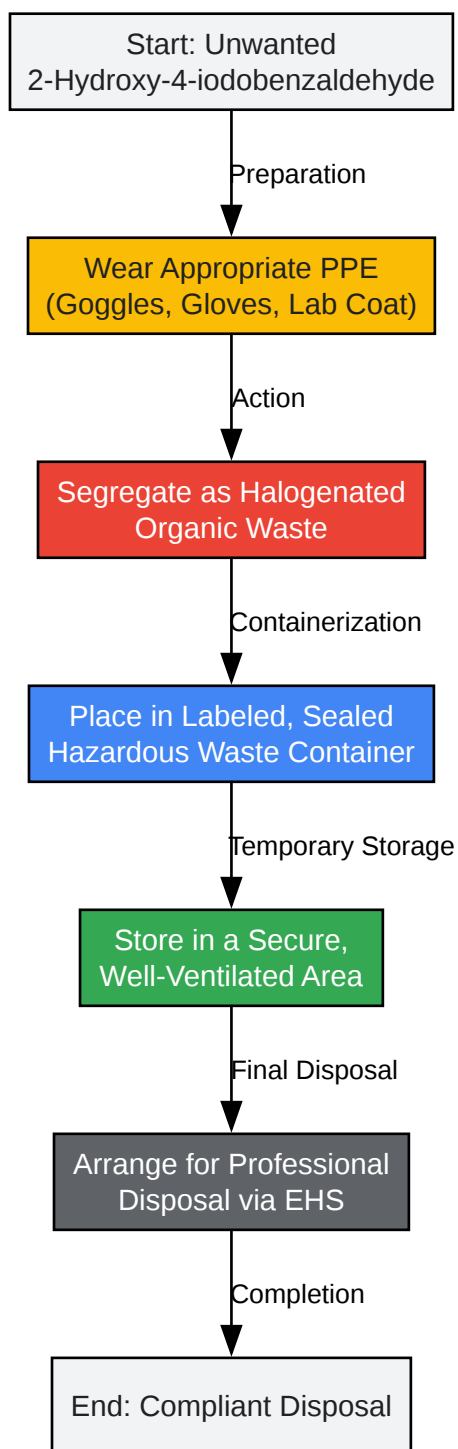 Start: Unwanted
2-Hydroxy-4-iodobenzaldehyde
Preparation
Wear Appropriate PPE
(Goggles, Gloves, Lab Coat)
Action
Segregate as Halogenated
Organic Waste
Containerization
Place in Labeled, Sealed
Hazardous Waste Container
Temporary Storage
Store in a Secure,
Well-Ventilated Area
Final Disposal
Arrange for Professional
Disposal via EHS
Completion
End: Compliant Disposal